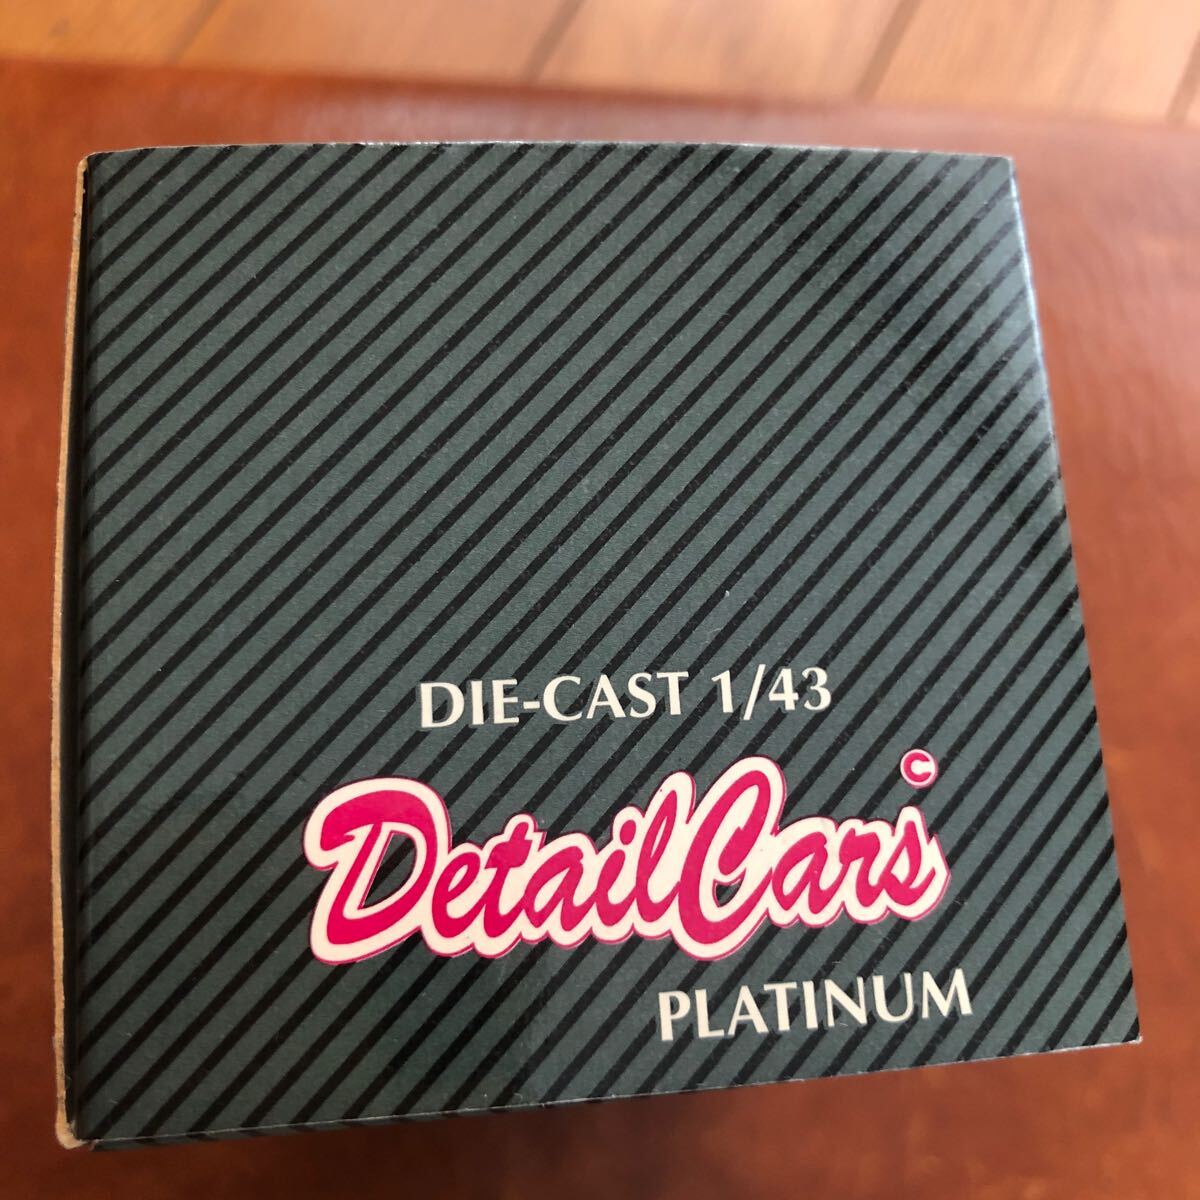 DIE-CAST 1/43
DetailCars ©
PLATINUM